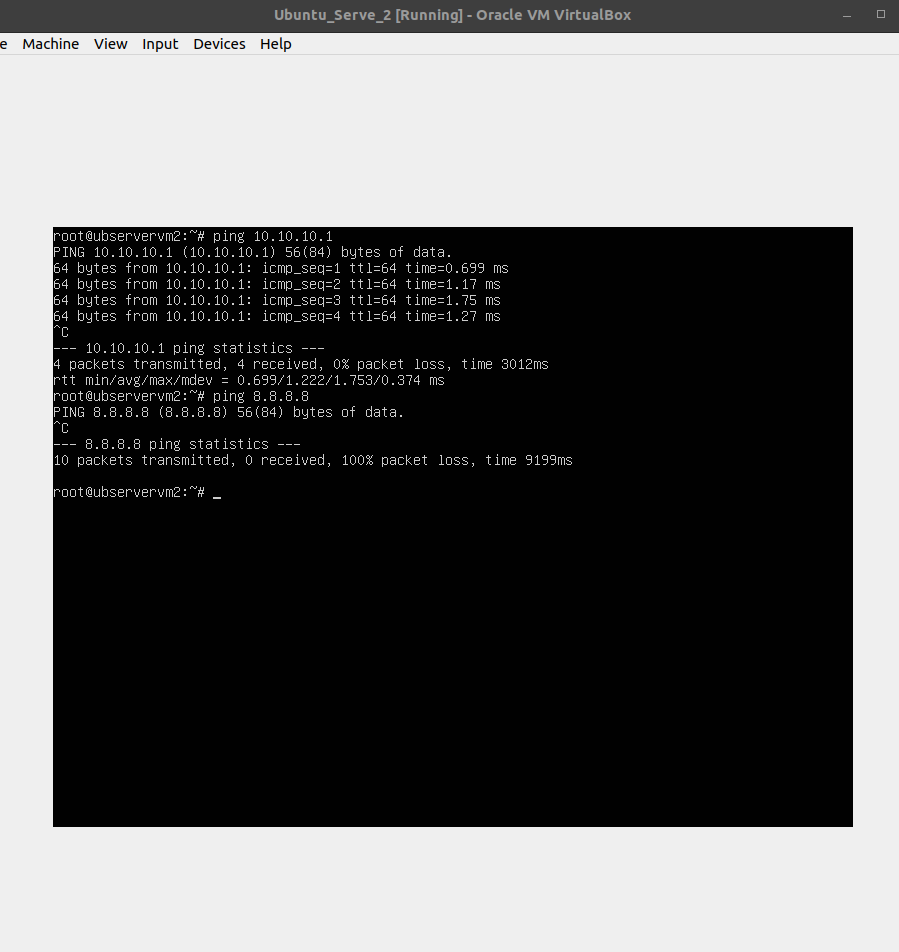 Ubuntu_Serve_2 [Running] - Oracle VM VirtualBox
e Machine View Input Devices Help
root@ubservervm2:~# ping 10.10.10.1
PING 10.10.10.1 (10.10.10.1) 56(84) bytes of data.
64 bytes from 10.10.10.1: icmp_seq=1 ttl=64 time=0.699 ms
64 bytes from 10.10.10.1: icmp_seq=2 ttl=64 time=1.17 ms
64 bytes from 10.10.10.1: icmp_seq=3 ttl=64 time=1.75 ms
64 bytes from 10.10.10.1: icmp_seq=4 ttl=64 time=1.27 ms
^C
--- 10.10.10.1 ping statistics ---
4 packets transmitted, 4 received, 0% packet loss, time 3012ms
rtt min/avg/max/mdev = 0.699/1.222/1.753/0.374 ms
root@ubservervm2:~# ping 8.8.8.8
PING 8.8.8.8 (8.8.8.8) 56(84) bytes of data.
^C
--- 8.8.8.8 ping statistics ---
10 packets transmitted, 0 received, 100% packet loss, time 9199ms
root@ubservervm2:~# _